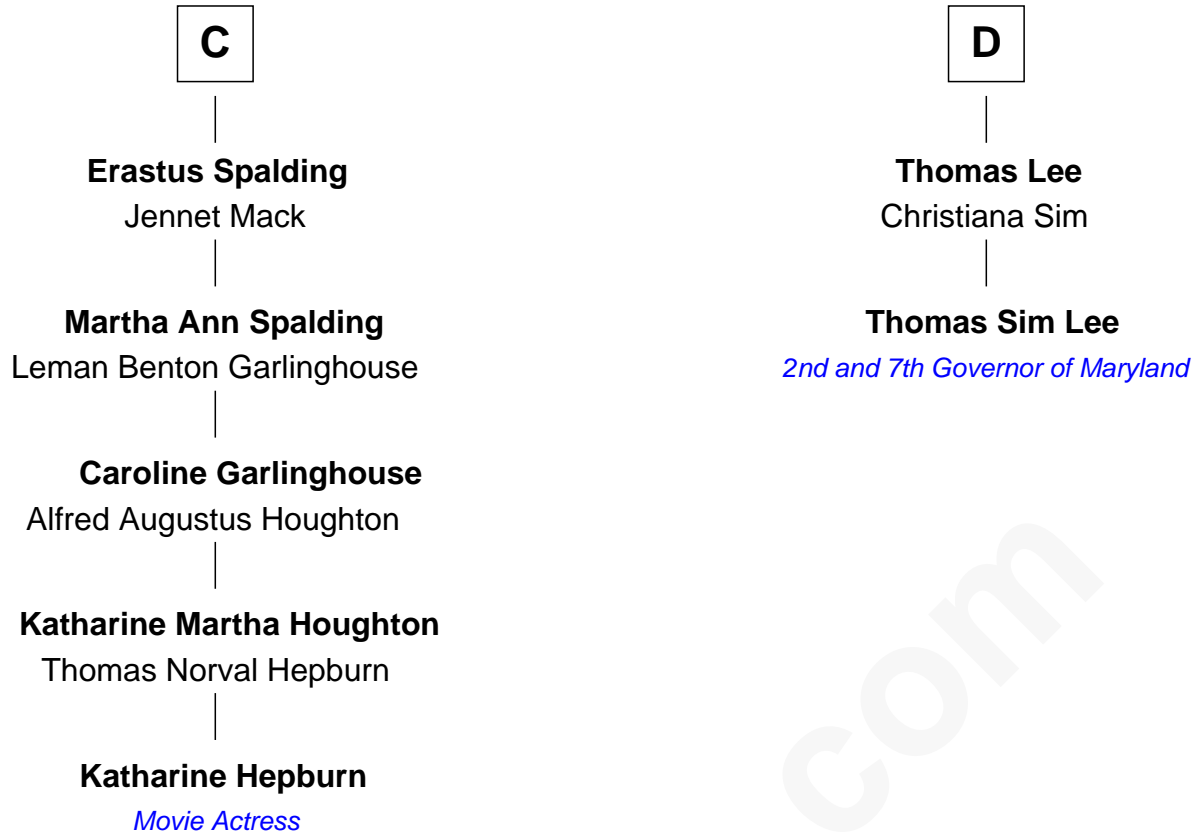 C
Erastus Spalding
Jennet Mack
Martha Ann Spalding
Leman Benton Garlinghouse
Caroline Garlinghouse
Alfred Augustus Houghton
Katharine Martha Houghton
Thomas Norval Hepburn
Katharine Hepburn
Movie Actress
D
Thomas Lee
Christiana Sim
Thomas Sim Lee
2nd and 7th Governor of Maryland
com